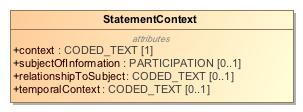 StatementContext
attributes
+context : CODED_TEXT [1]
+subjectOfInformation : PARTICIPATION [0..1]
+relationshipToSubject: CODED_TEXT [0..1]
+temporalContext : CODED_TEXT [0..1]